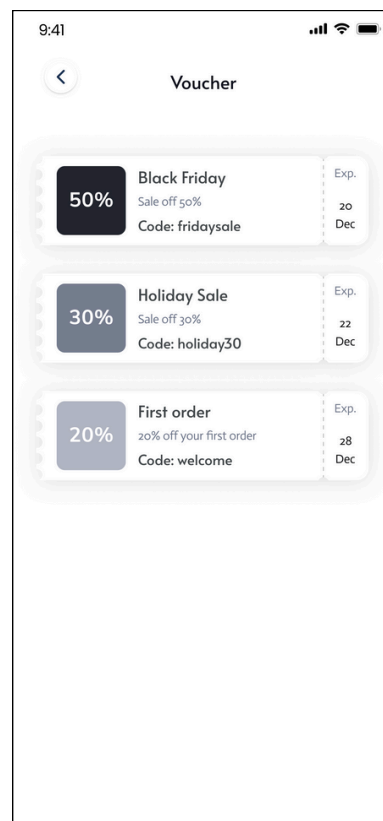 9:41
Voucher
50%
Black Friday
Sale off 50%
Code: fridaysale
Exp.
20
Dec
30%
Holiday Sale
Sale off 30%
Code: holiday30
Exp.
22
Dec
20%
First order
20% off your first order
Code: welcome
Exp.
28
Dec